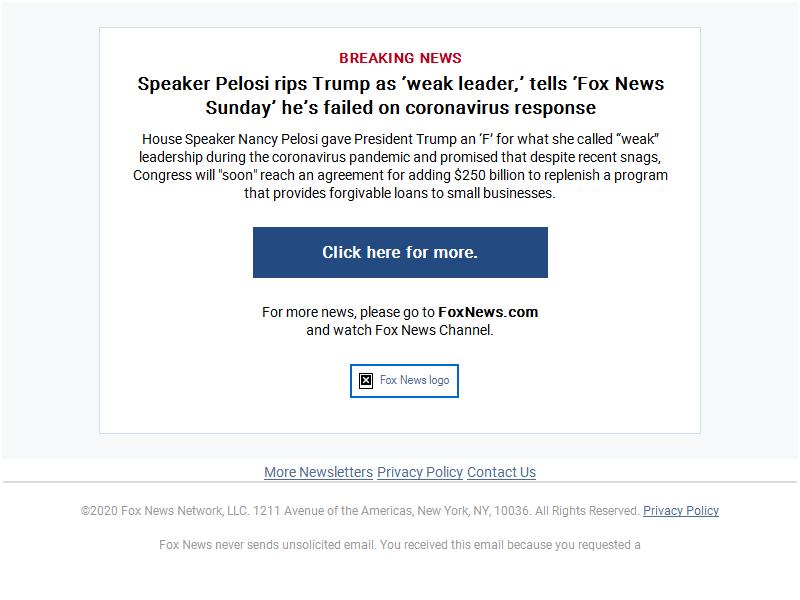 BREAKING NEWS
Speaker Pelosi rips Trump as ‘weak leader,’ tells ‘Fox News
Sunday’ he’s failed on coronavirus response
House Speaker Nancy Pelosi gave President Trump an ‘F’ for what she called “weak”
leadership during the coronavirus pandemic and promised that despite recent snags,
Congress will "soon" reach an agreement for adding $250 billion to replenish a program
that provides forgivable loans to small businesses.
Click here for more.
For more news, please go to FoxNews.com
and watch Fox News Channel.
Fox News logo
More Newsletters Privacy Policy Contact Us
©2020 Fox News Network, LLC. 1211 Avenue of the Americas, New York, NY, 10036. All Rights Reserved. Privacy Policy
Fox News never sends unsolicited email. You received this email because you requested a